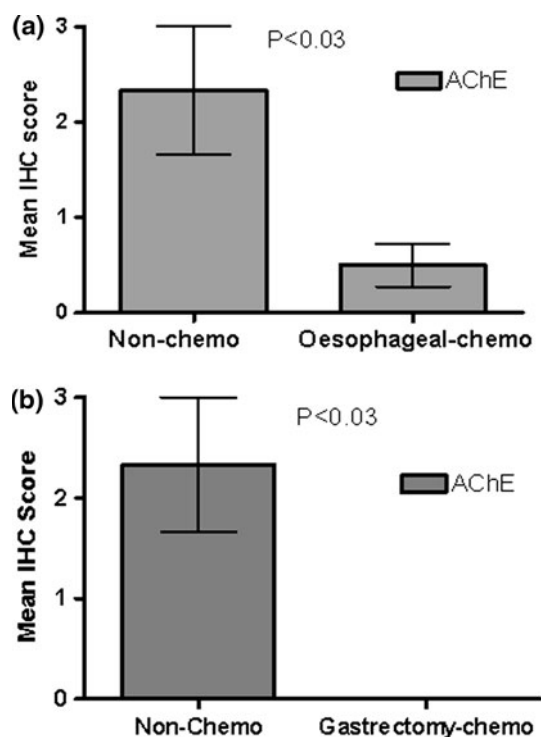 (a)
3
2
1
0
Mean IHC score
P<0.03
AChE
Non-chemo
Oesophageal-chemo
(b)
3
2
1
0
Mean IHC Score
P<0.03
AChE
Non-Chemo
Gastrectomy-chemo